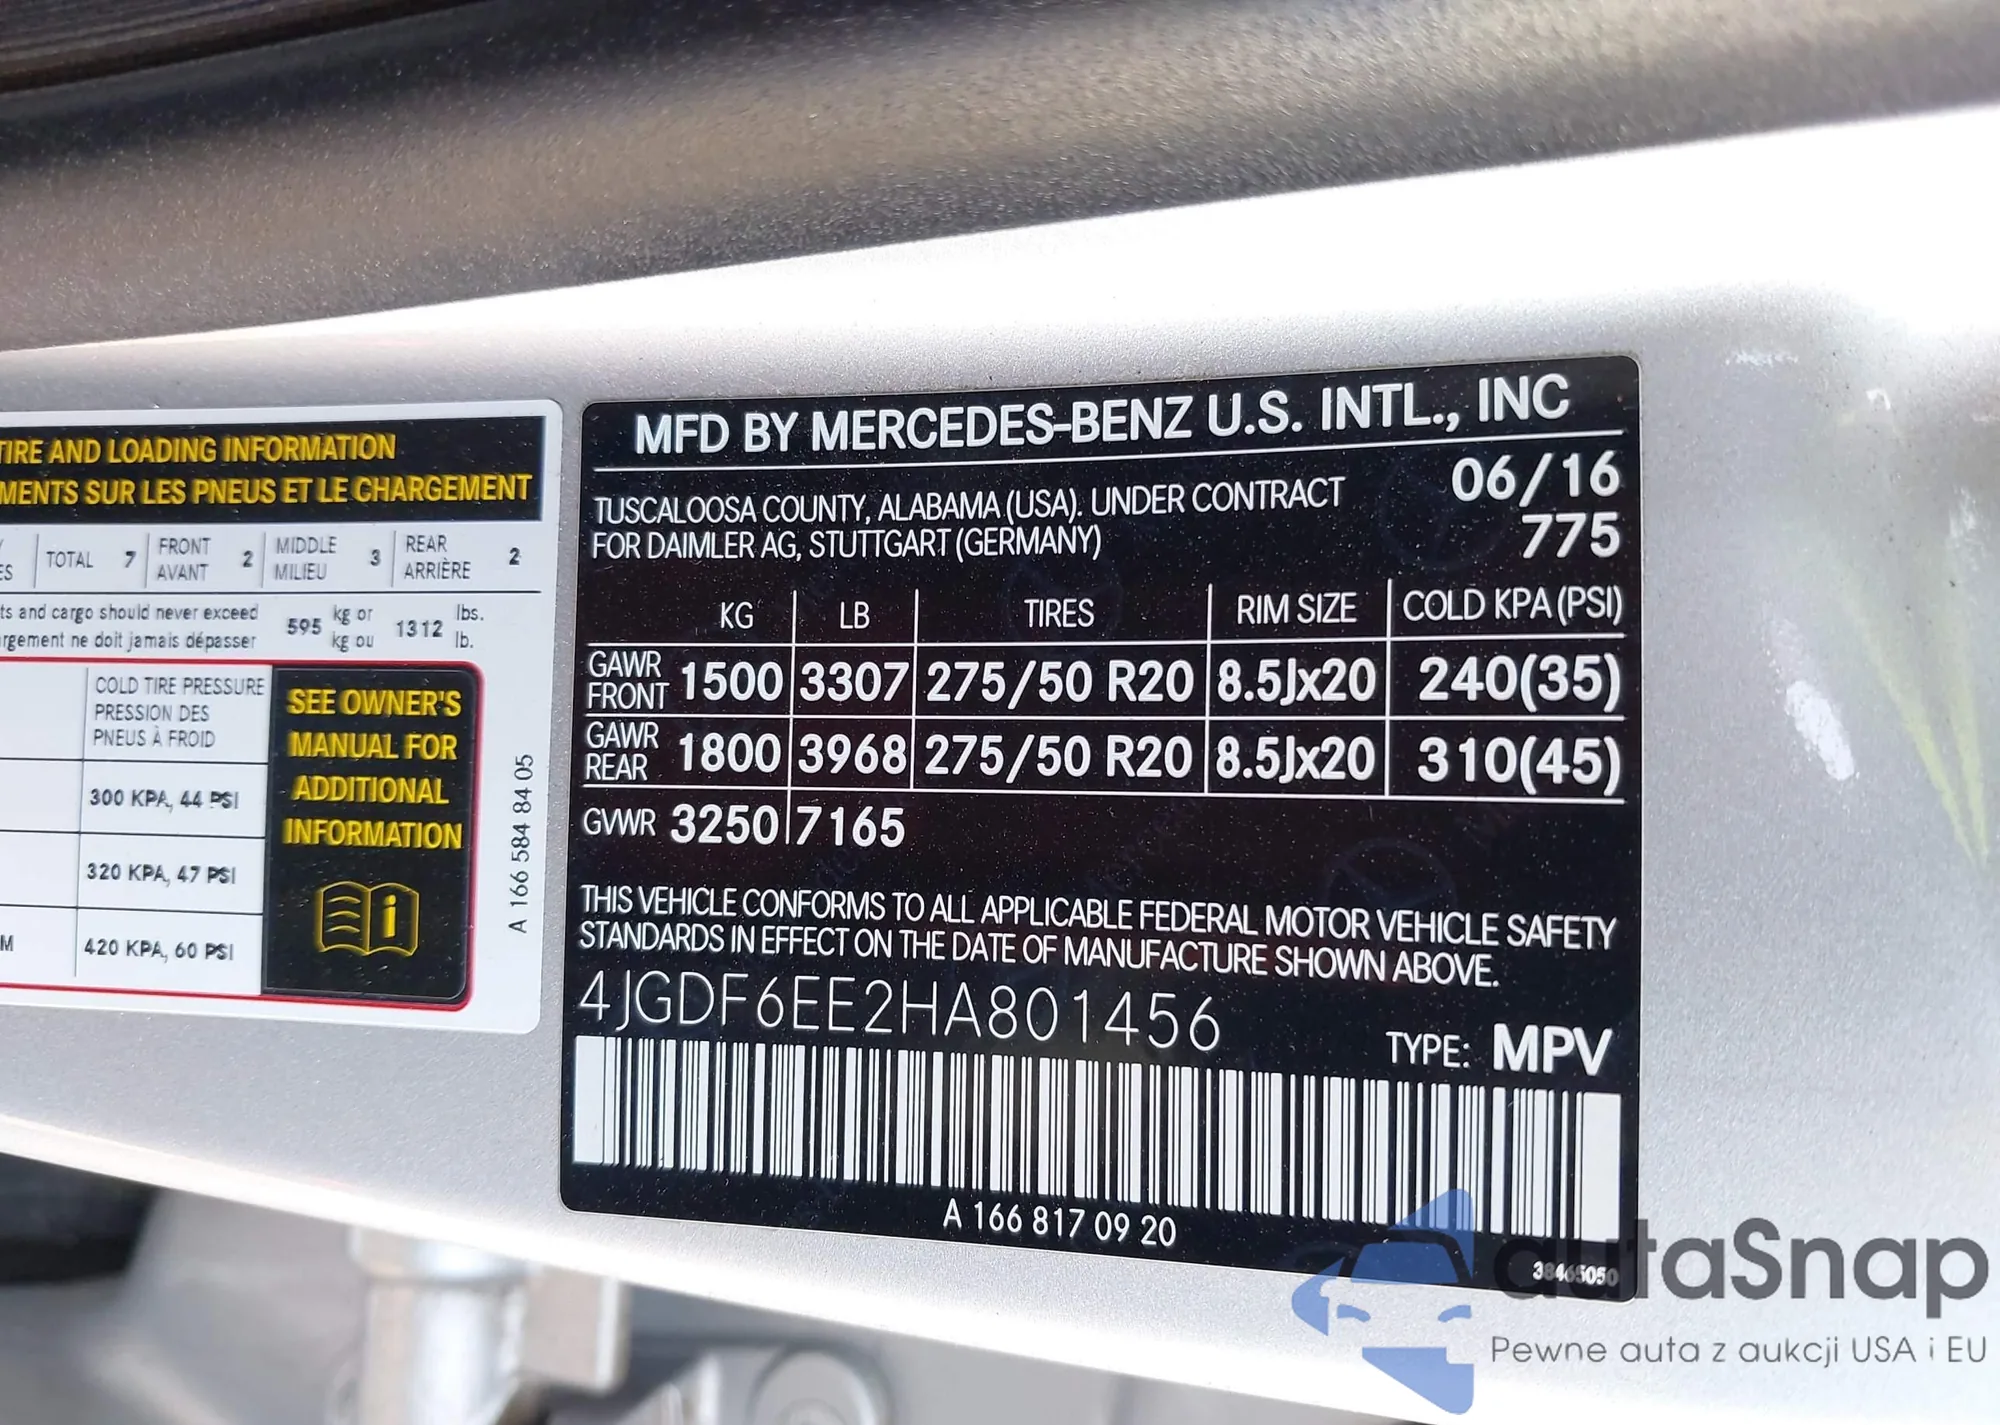 TIRE AND LOADING INFORMATION
MENTS SUR LES PNEUS ET LE CHARGEMENT
TOTAL 7 FRONT 2 MIDDLE 3 REAR 2
AVANT MILIEU ARRIÈRE
ts and cargo should never exceed 595 kg or 1312 lbs.
rgement ne doit jamais dépasser kg ou lb.
COLD TIRE PRESSURE
PRESSION DES
PNEUS À FROID
300 KPA, 44 PSI
320 KPA, 47 PSI
420 KPA, 60 PSI
SEE OWNER'S
MANUAL FOR
ADDITIONAL
INFORMATION
A 166 584 84 05
MFD BY MERCEDES-BENZ U.S. INTL., INC
TUSCALOOSA COUNTY, ALABAMA (USA). UNDER CONTRACT 06/16
FOR DAIMLER AG, STUTTGART (GERMANY) 775
KG LB TIRES RIM SIZE COLD KPA (PSI)
GAWR FRONT 1500 3307 275/50 R20 8.5Jx20 240(35)
GAWR REAR 1800 3968 275/50 R20 8.5Jx20 310(45)
GVWR 3250 7165
THIS VEHICLE CONFORMS TO ALL APPLICABLE FEDERAL MOTOR VEHICLE SAFETY
STANDARDS IN EFFECT ON THE DATE OF MANUFACTURE SHOWN ABOVE.
4JGDF6EE2HA801456
TYPE: MPV
A 166 817 09 20
38465050
autaSnap
Pewne auta z aukcji USA i EU